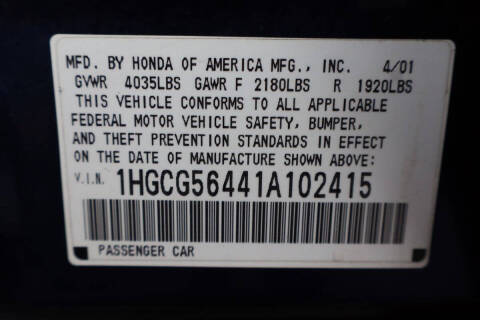 MFD. BY HONDA OF AMERICA MFG., INC. 4/01
GVWR 4035LBS GAWR F 2180LBS R 1920LBS
THIS VEHICLE CONFORMS TO ALL APPLICABLE
FEDERAL MOTOR VEHICLE SAFETY, BUMPER,
AND THEFT PREVENTION STANDARDS IN EFFECT
ON THE DATE OF MANUFACTURE SHOWN ABOVE:
V.I.N. 1HGCG56441A102415
PASSENGER CAR